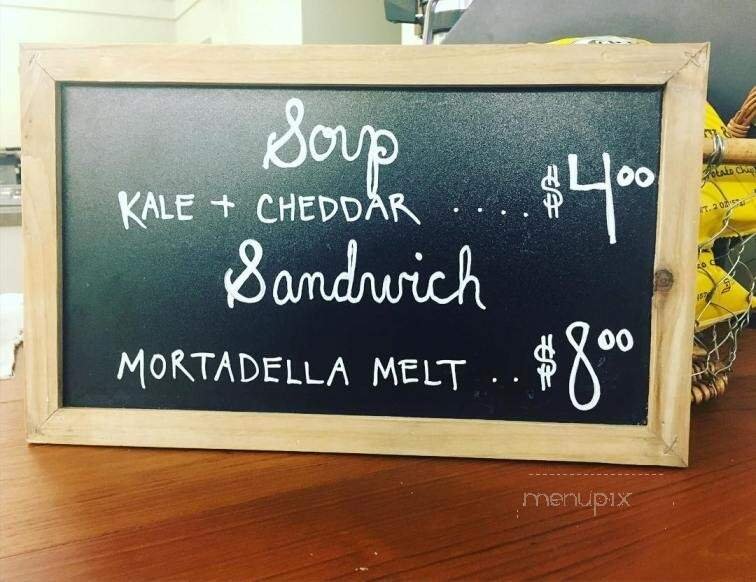 Soup
KALE + CHEDDAR .... $4.00
Sandwich
MORTADELLA MELT .. $8.00
menupix